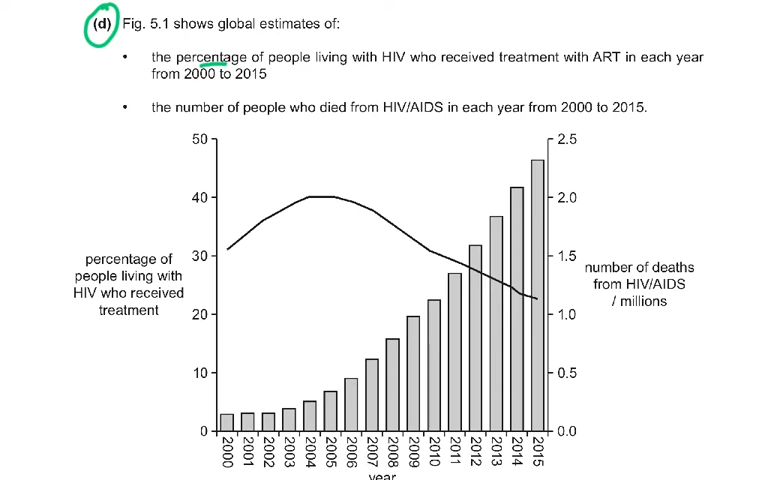 (d) Fig. 5.1 shows global estimates of:
• the percentage of people living with HIV who received treatment with ART in each year
from 2000 to 2015
• the number of people who died from HIV/AIDS in each year from 2000 to 2015.
50
40
30
20
10
0
percentage of
people living with
HIV who received
treatment
2.5
2.0
1.5
1.0
0.5
0.0
number of deaths
from HIV/AIDS
/ millions
2000 2001 2002 2003 2004 2005 2006 2007 2008 2009 2010 2011 2012 2013 2014 2015
year